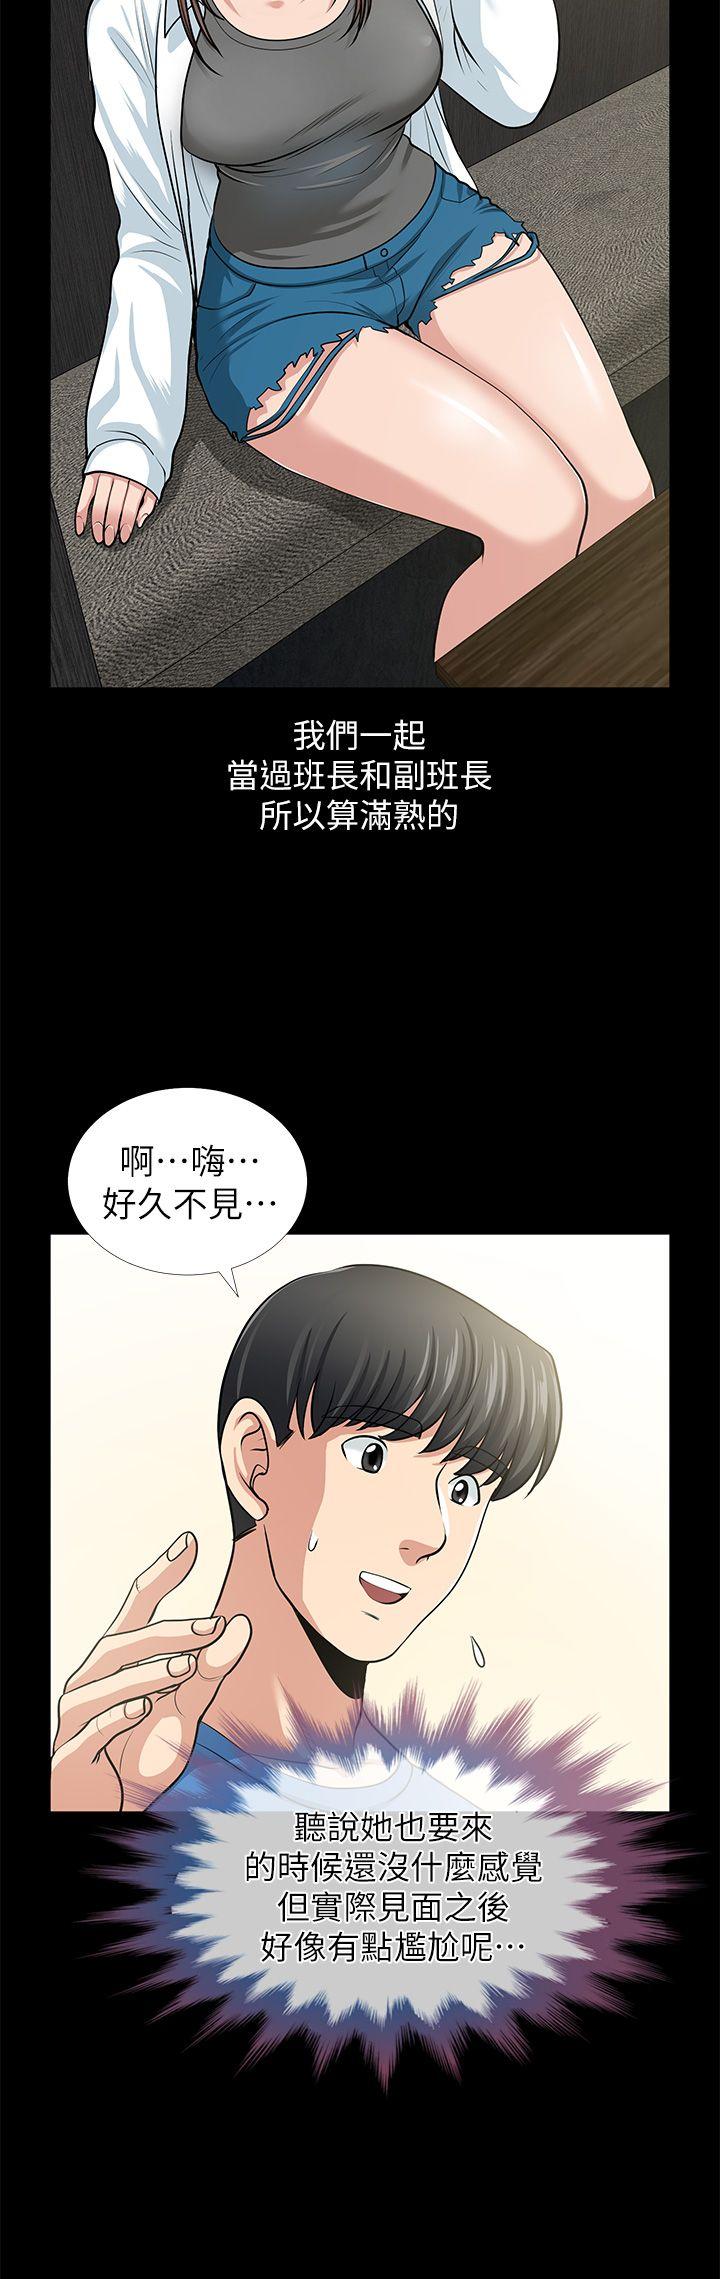 我們一起
當過班長和副班長
所以算滿熟的
啊⋯嗨⋯
好久不見⋯
聽說她也要來
的時候還沒什麼感覺
但實際見面之後
好像有點尷尬呢⋯